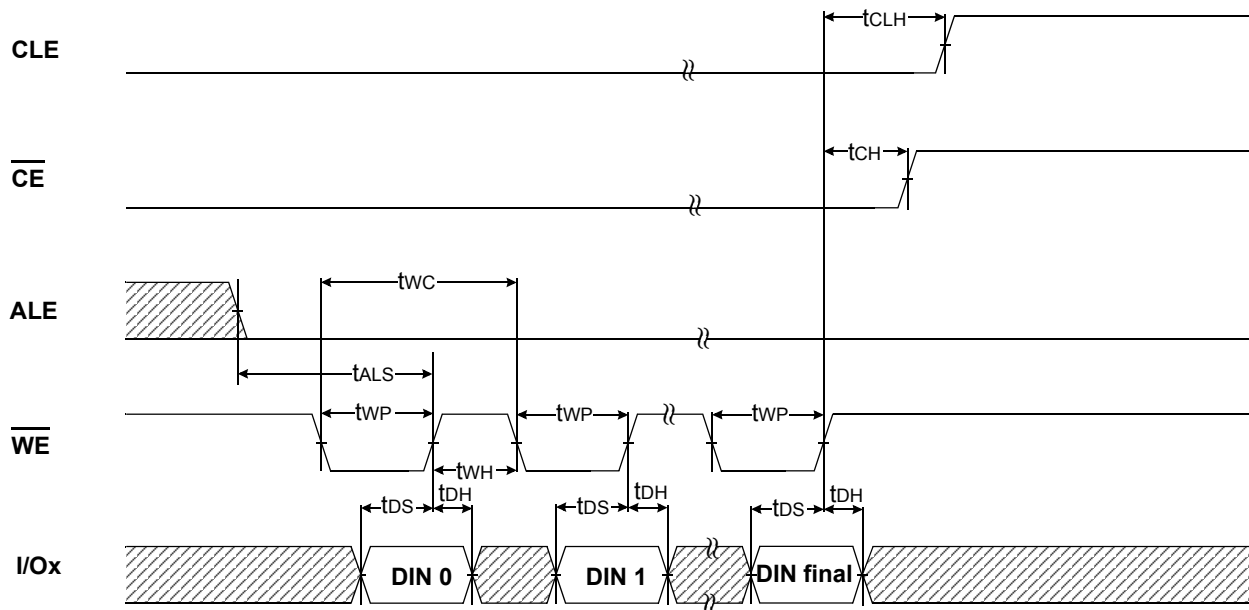 tCLH
CLE
tCH
CE
tWC
ALE
tALS
tWP
tWP
tWP
WE
tWH
tDS
tDH
tDS
tDH
tDS
tDH
I/Ox
DIN 0
DIN 1
DIN final